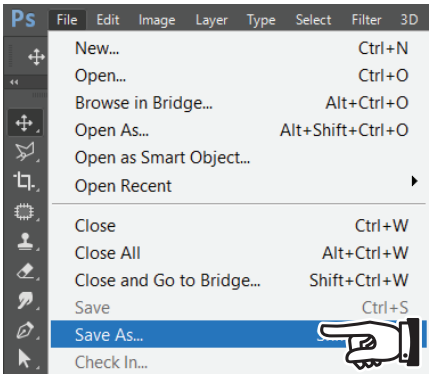 Ps File Edit Image Layer Type Select Filter 3D
New... Ctrl+N
Open... Ctrl+O
Browse in Bridge... Alt+Ctrl+O
Open As... Alt+Shift+Ctrl+O
Open as Smart Object...
Open Recent
Close Ctrl+W
Close All Alt+Ctrl+W
Close and Go to Bridge... Shift+Ctrl+W
Save Ctrl+S
Save As...
Check In...